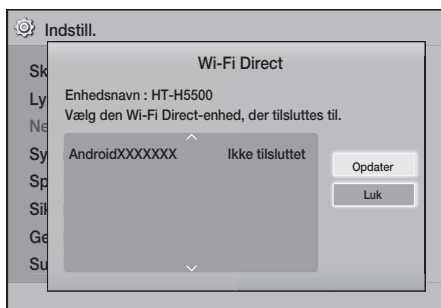 Indstill.
Wi-Fi Direct
Enhedsnavn : HT-H5500
Vælg den Wi-Fi Direct-enhed, der tilsluttes til.
AndroidXXXXXXX Ikke tilsluttet
Opdater
Luk
Sk
Ly
Ne
Sy
Sp
Sik
Ge
Su